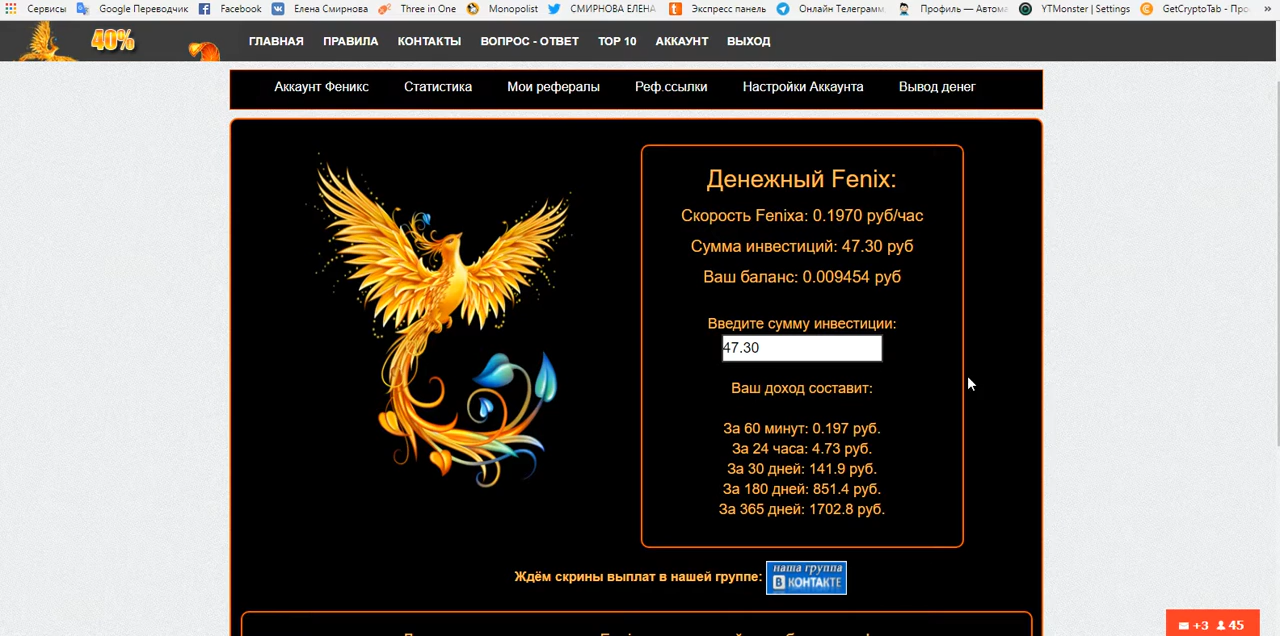 Сервисы Google Переводчик Facebook Елена Смирнова Three in One Monopolist СМИРНОВА ЕЛЕНА Экспресс панель Онлайн Телеграмм Профиль — Автома YTMonster | Settings GetCryptoTab - Про »
40% ГЛАВНАЯ ПРАВИЛА КОНТАКТЫ ВОПРОС - ОТВЕТ TOP 10 АККАУНТ ВЫХОД
Аккаунт Феникс Статистика Мои рефералы Реф.ссылки Настройки Аккаунта Вывод денег
Денежный Fenix:
Скорость Fenixa: 0.1970 руб/час
Сумма инвестиций: 47.30 руб
Ваш баланс: 0.009454 руб
Введите сумму инвестиции:
47.30
Ваш доход составит:
За 60 минут: 0.197 руб.
За 24 часа: 4.73 руб.
За 30 дней: 141.9 руб.
За 180 дней: 851.4 руб.
За 365 дней: 1702.8 руб.
Ждём скрины выплат в нашей группе: наша группа
В КОНТАКТЕ
+3 45